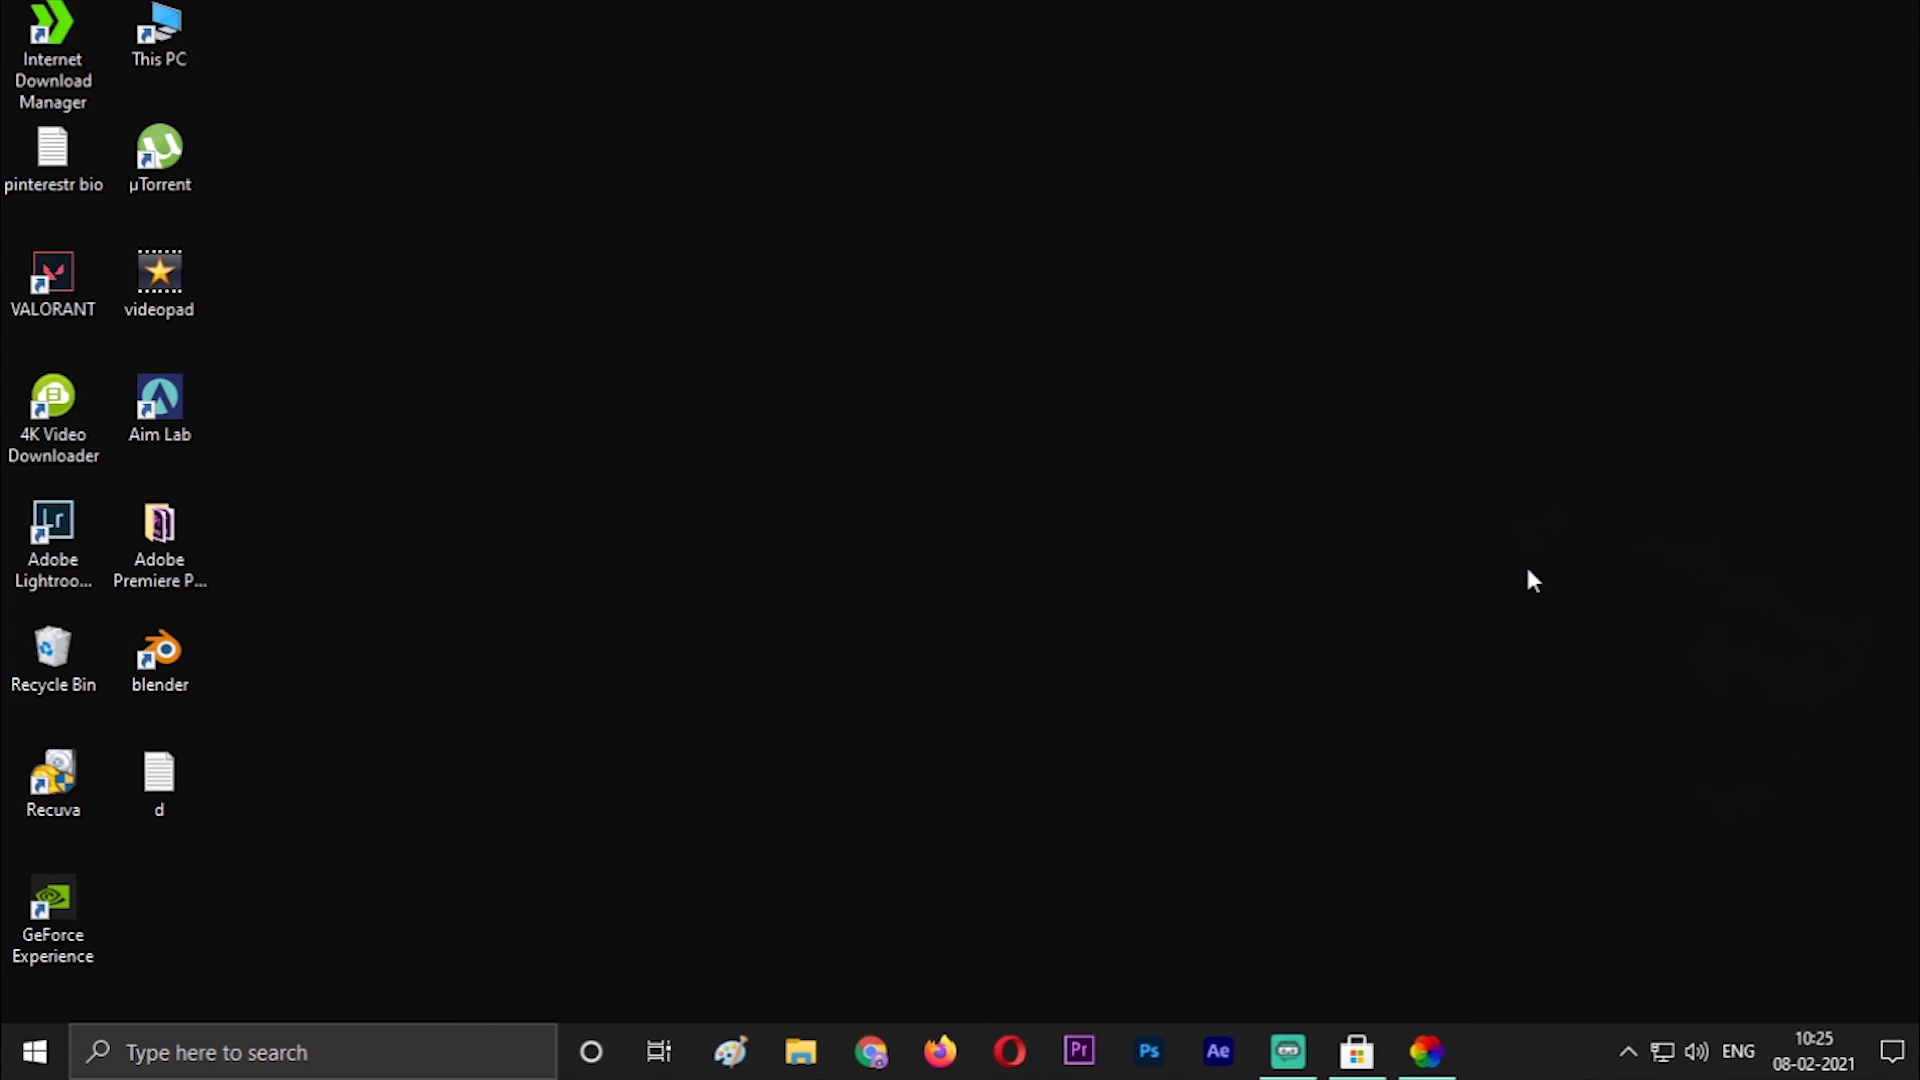 Internet
Download
Manager
This PC
pinterestr bio
µTorrent
VALORANT
videopad
4K Video
Downloader
Aim Lab
Lr
Adobe
Lightroo...
Adobe
Premiere P...
Recycle Bin
blender
Recuva
d
GeForce
Experience
Type here to search
Pr
Ps
Ae
ENG
10:25
08-02-2021